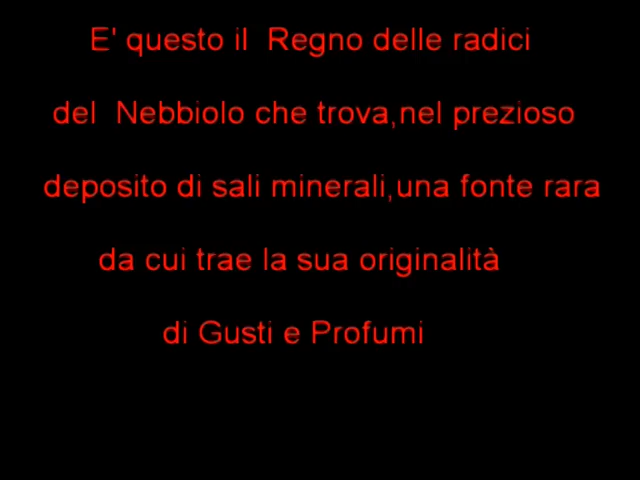 E' questo il  Regno delle radici
del  Nebbiolo che trova,nel prezioso
deposito di sali minerali,una fonte rara
da cui trae la sua originalità
di Gusti e Profumi